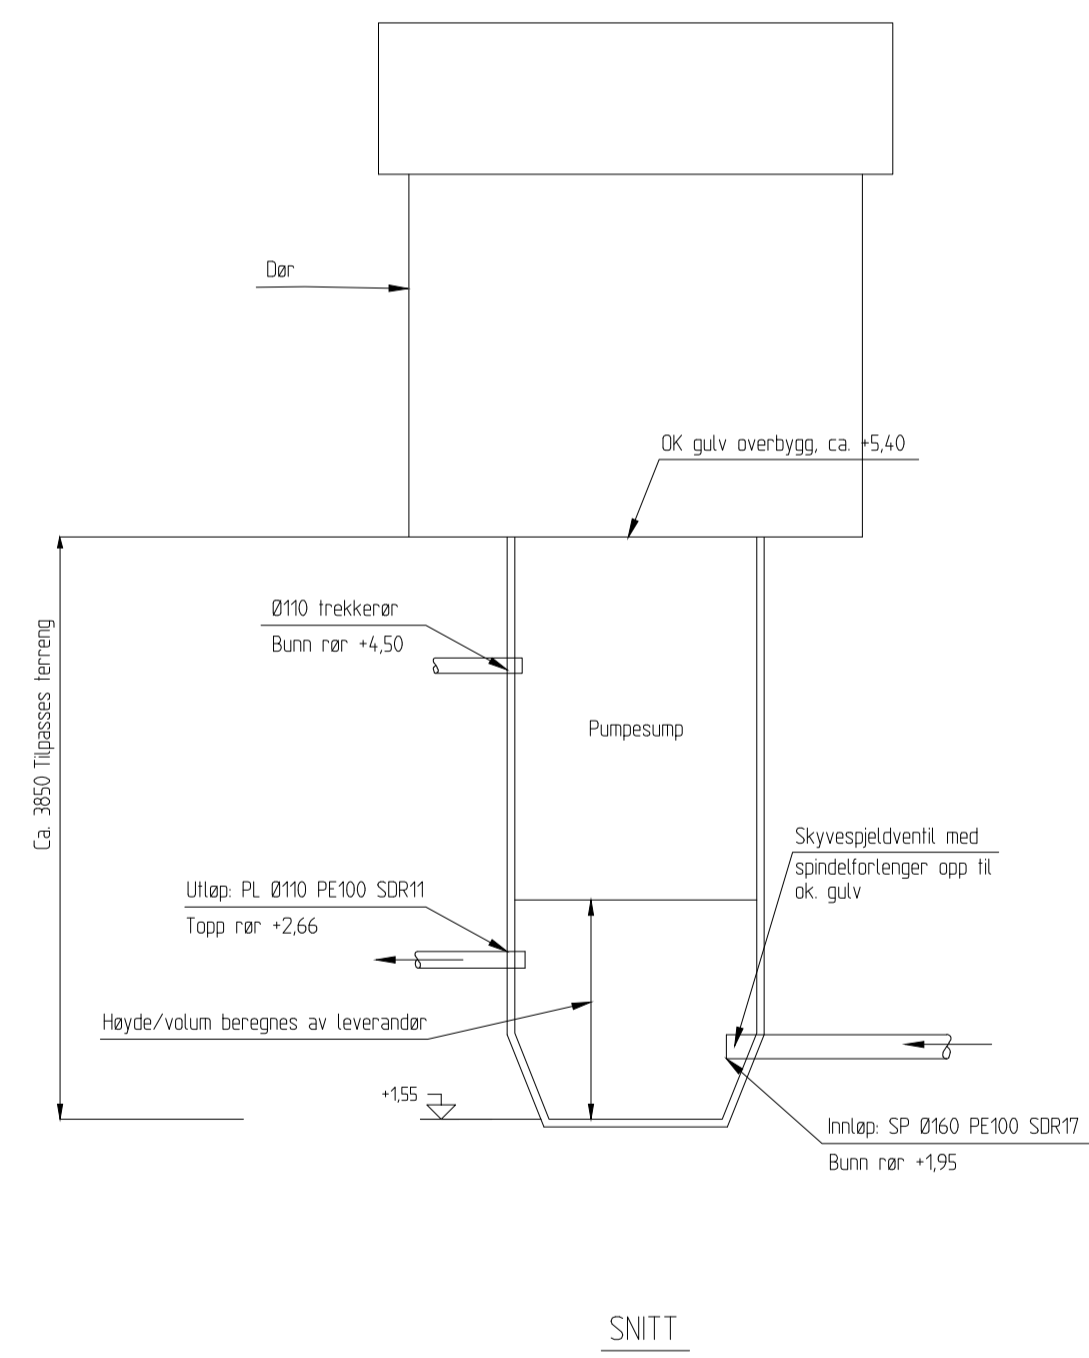 Dør
OK gulv overbygg, ca. +5,40
Ø110 trekkerør
Bunn rør +4,50
Ca. 3850 Tilpasses terreng
Pumpesump
Skyvespjeldventil med
spindelforlenger opp til
ok. gulv
Utløp: PL Ø110 PE100 SDR11
Topp rør +2,66
Høyde/volum beregnes av leverandør
+1,55
Innløp: SP Ø160 PE100 SDR17
Bunn rør +1,95
SNITT